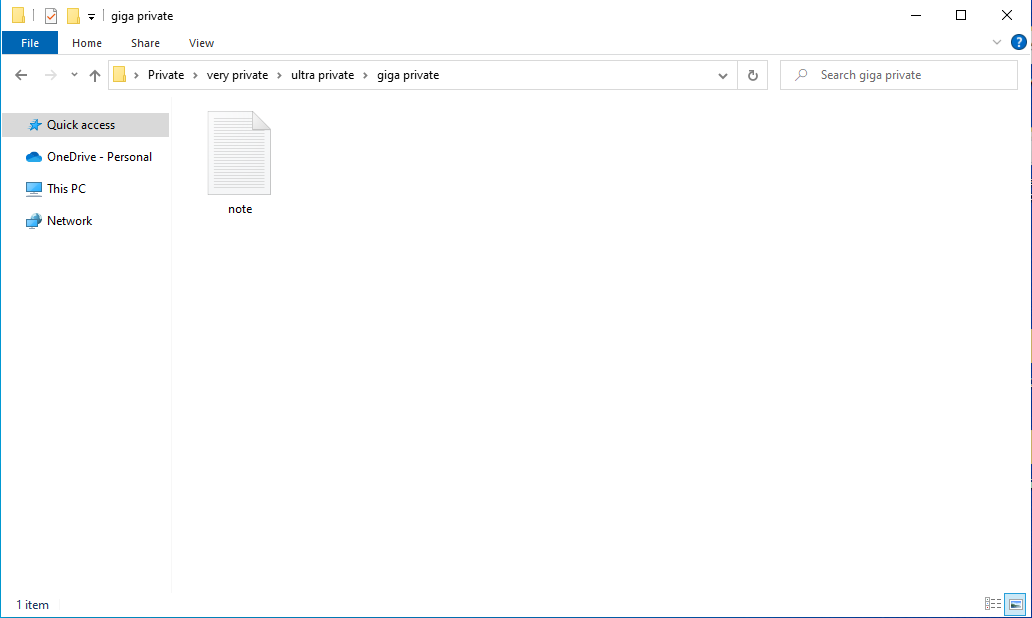 giga private
File Home Share View
?
Private > very private > ultra private > giga private
Search giga private
Quick access
OneDrive - Personal
This PC
Network
note
1 item